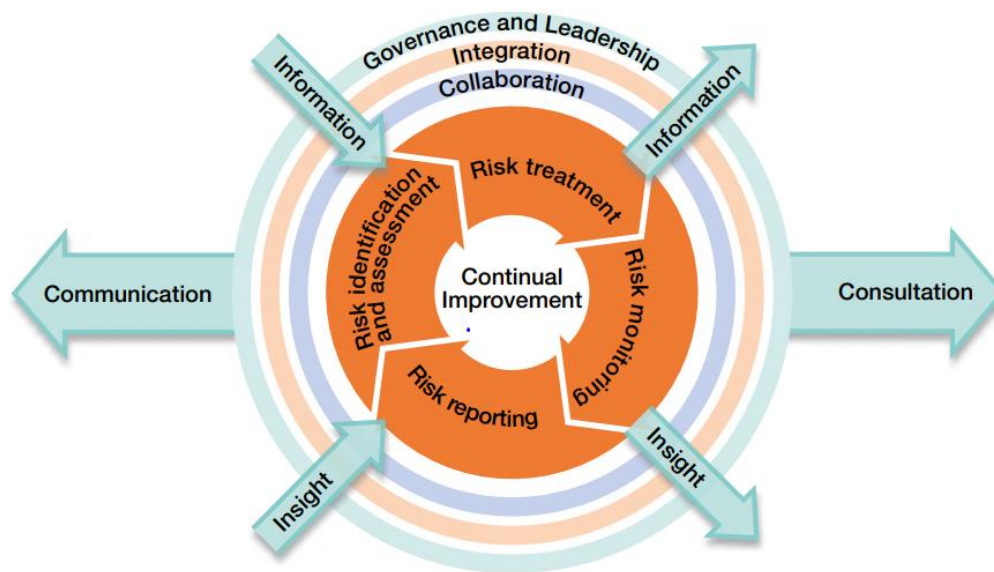 Governance and Leadership
Integration
Collaboration
Information
Information
Risk identification
and assessment
Risk treatment
Communication
Continual
Improvement
Consultation
Risk monitoring
Risk reporting
Insight
Insight